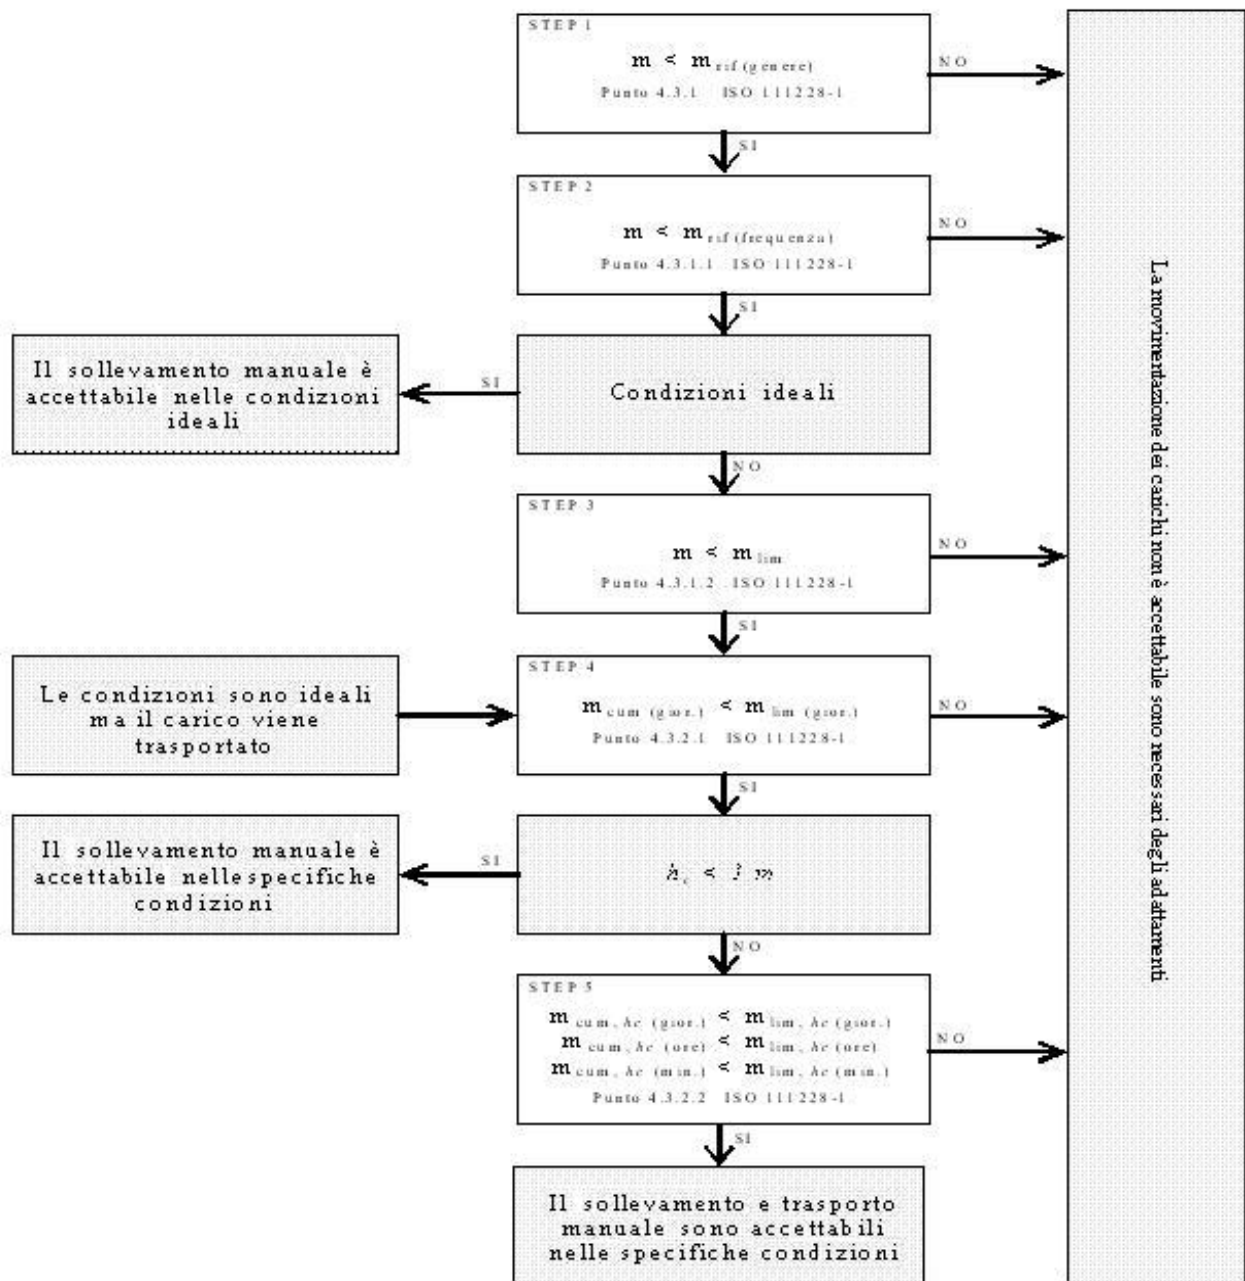 STEP 1
m < m rif (genere)
Punto 4.3.1 ISO 111228-1
NO
SI
STEP 2
m < m rif (frequenza)
Punto 4.3.1.1 ISO 111228-1
NO
SI
Il sollevamento manuale è
accettabile nelle condizioni
ideali
SI
Condizioni ideali
NO
STEP 3
m < m lim
Punto 4.3.1.2 ISO 111228-1
NO
SI
Le condizioni sono ideali
ma il carico viene
trasportato
STEP 4
m cum (gior.) < m lim (gior.)
Punto 4.3.2.1 ISO 111228-1
NO
SI
Il sollevamento manuale è
accettabile nelle specifiche
condizioni
SI
h c < m
NO
STEP 5
m cum, hc (gior.) < m lim, hc (gior.)
m cum, hc (ore) < m lim, hc (ore)
m cum, hc (min.) < m lim, hc (min.)
Punto 4.3.2.2 ISO 111228-1
NO
SI
Il sollevamento e trasporto
manuale sono accettabili
nelle specifiche condizioni
La movimentazione dei carichi non è accettabile sono necessari degli adattamenti